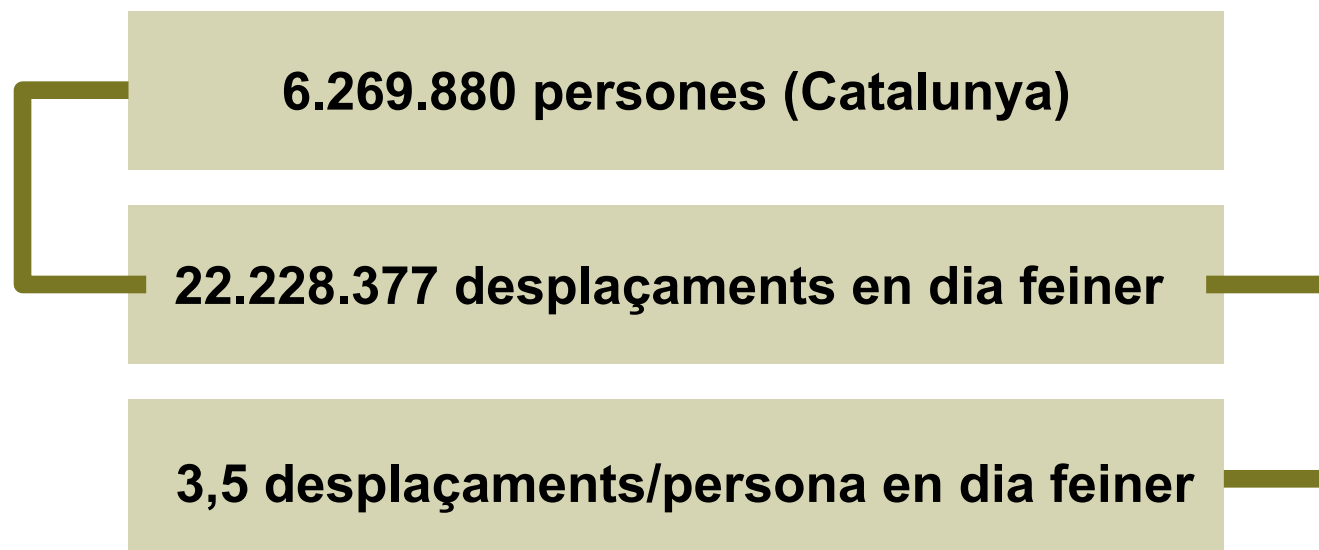 6.269.880 persones (Catalunya)
22.228.377 desplaçaments en dia feiner
3,5 desplaçaments/persona en dia feiner